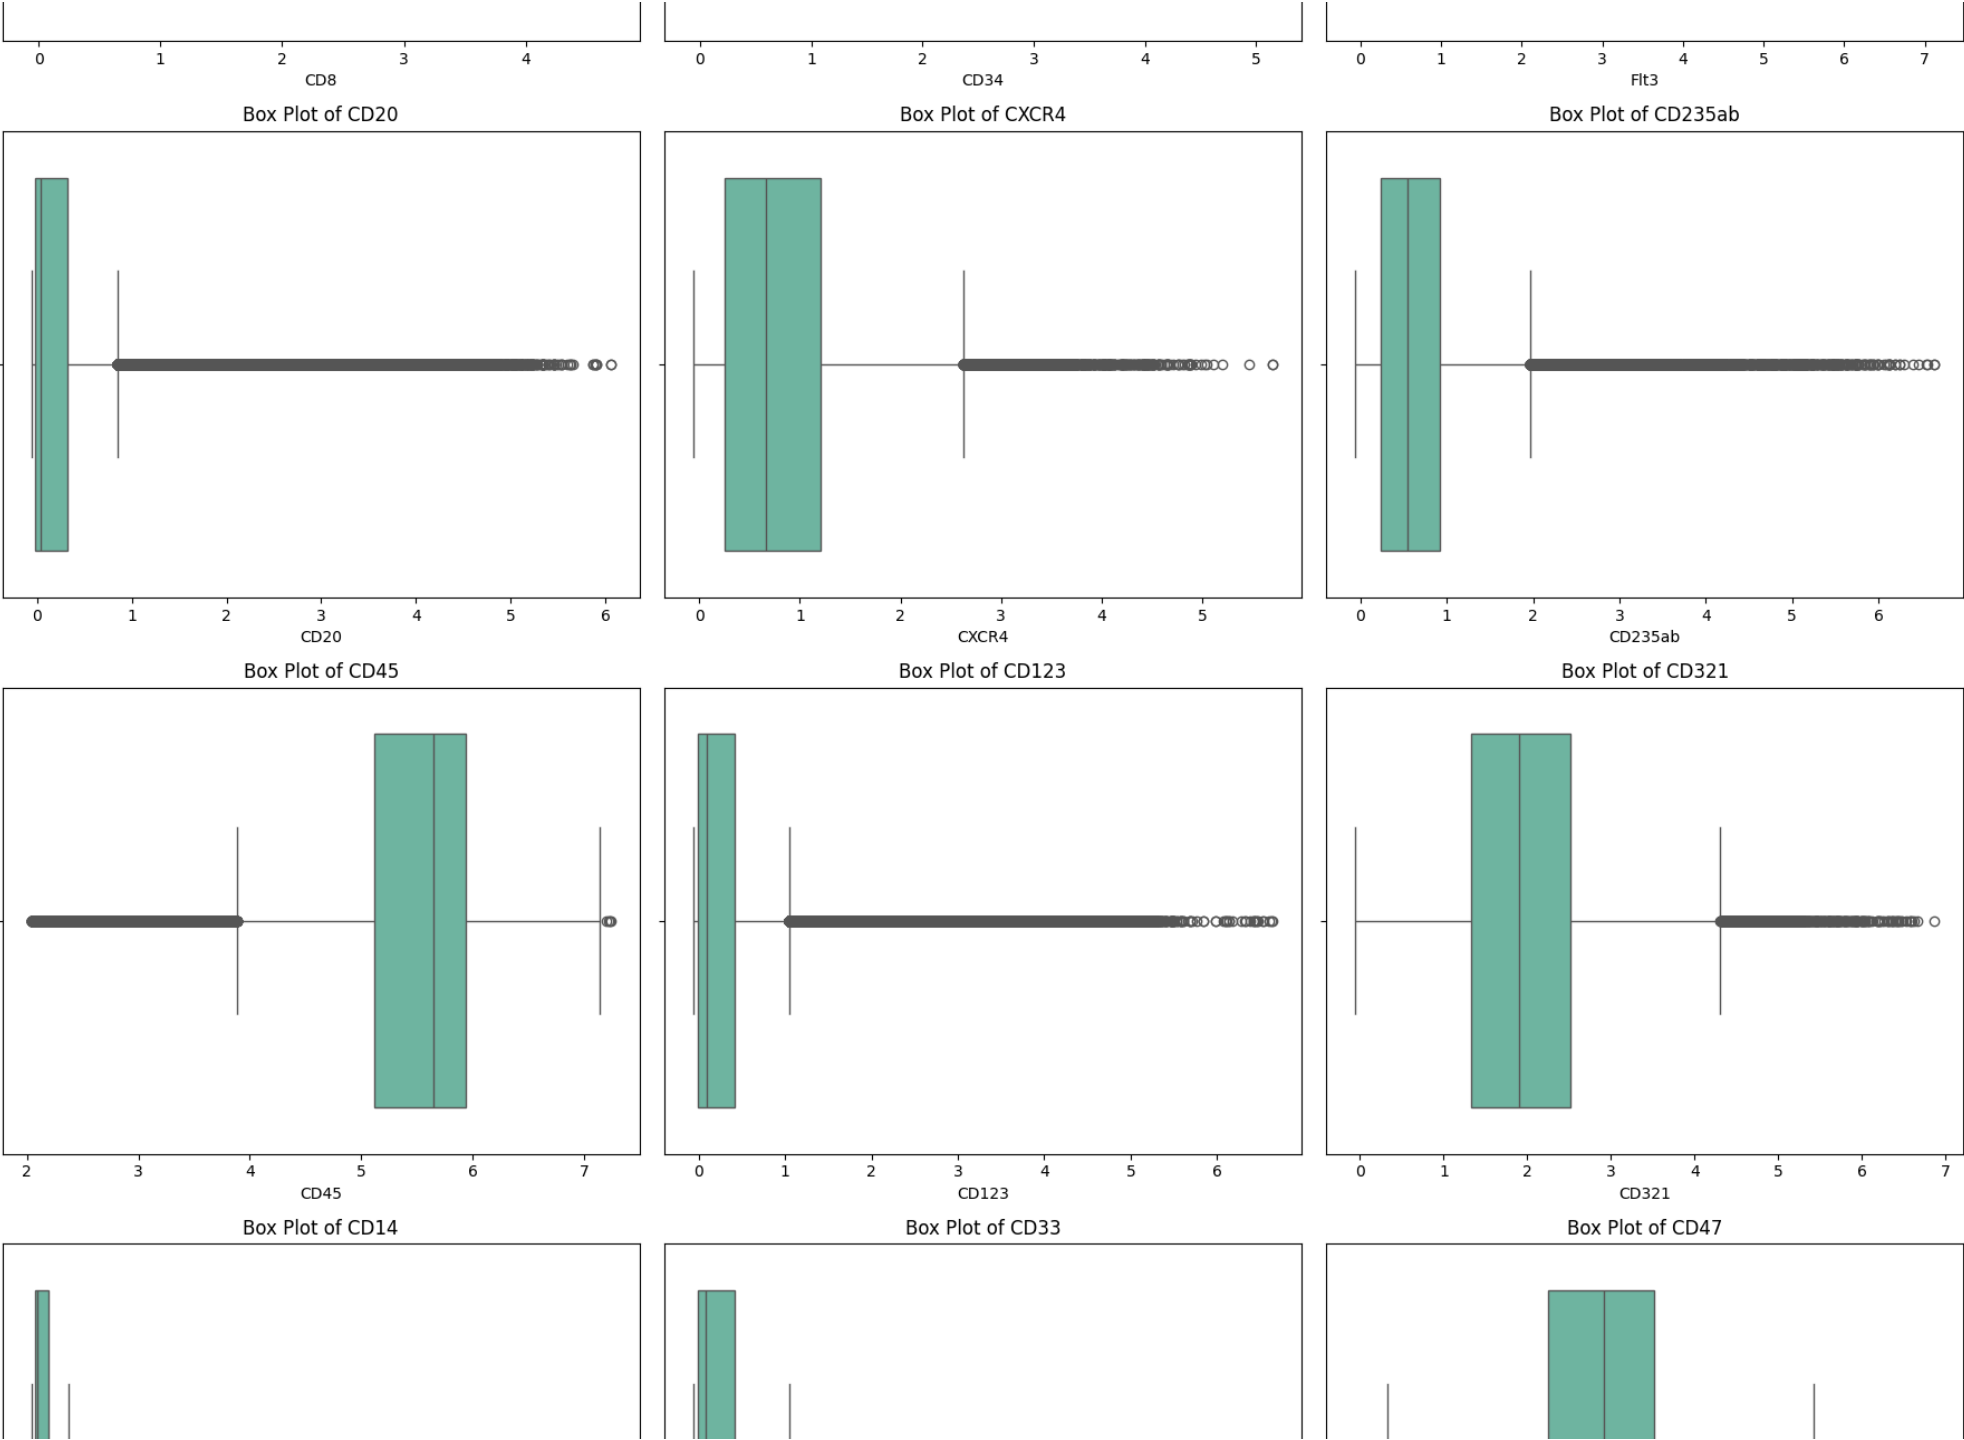 0 1 2 3 4
CD8
0 1 2 3 4 5
CD34
0 1 2 3 4 5 6 7
Flt3
Box Plot of CD20
0 1 2 3 4 5 6
CD20
Box Plot of CXCR4
0 1 2 3 4 5
CXCR4
Box Plot of CD235ab
0 1 2 3 4 5 6
CD235ab
Box Plot of CD45
2 3 4 5 6 7
CD45
Box Plot of CD123
0 1 2 3 4 5 6
CD123
Box Plot of CD321
0 1 2 3 4 5 6 7
CD321
Box Plot of CD14
Box Plot of CD33
Box Plot of CD47